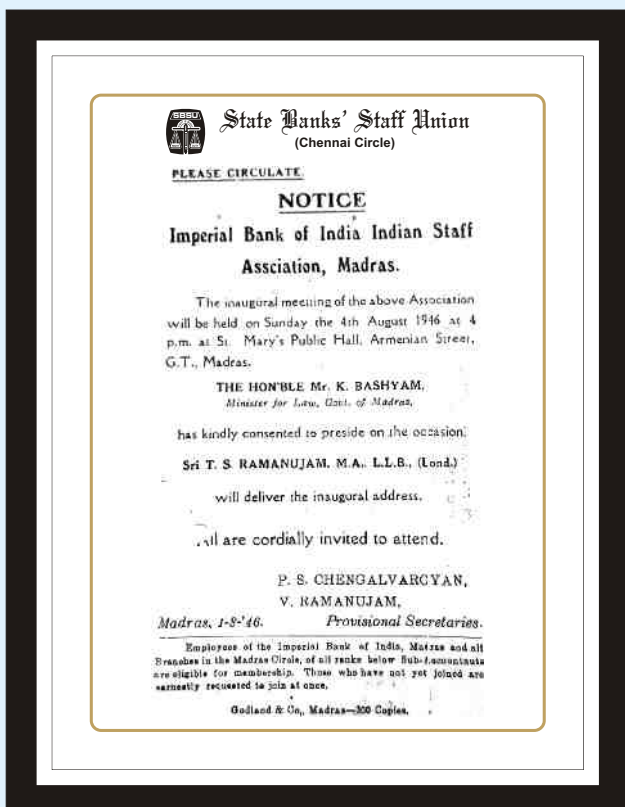 SBSU
State Banks' Staff Union
(Chennai Circle)
PLEASE CIRCULATE.
NOTICE
Imperial Bank of India Indian Staff
Assciation, Madras.
The inaugural meeting of the above Association
will be held on Sunday the 4th August 1946 at 4
p.m. at St. Mary's Public Hall, Armenian Street,
G.T., Madras.
THE HON'BLE Mr. K. BASHYAM,
Minister for Law, Govt. of Madras,
has kindly consented to preside on the occasion.
Sri T. S. RAMANUJAM, M.A., L.L.B., (Lond.)
will deliver the inaugural address.
All are cordially invited to attend.
P. S. CHENGALVARCYAN,
V. RAMANUJAM,
Madras, 1-8-'46. Provisional Secretaries.
Employees of the Imperial Bank of India, Madras and all
Branches in the Madras Circle, of all ranks below Sub-Accountants
are eligible for membership. Those who have not yet joined are
earnestly requested to join at once.
Godland & Co., Madras—300 Copies.